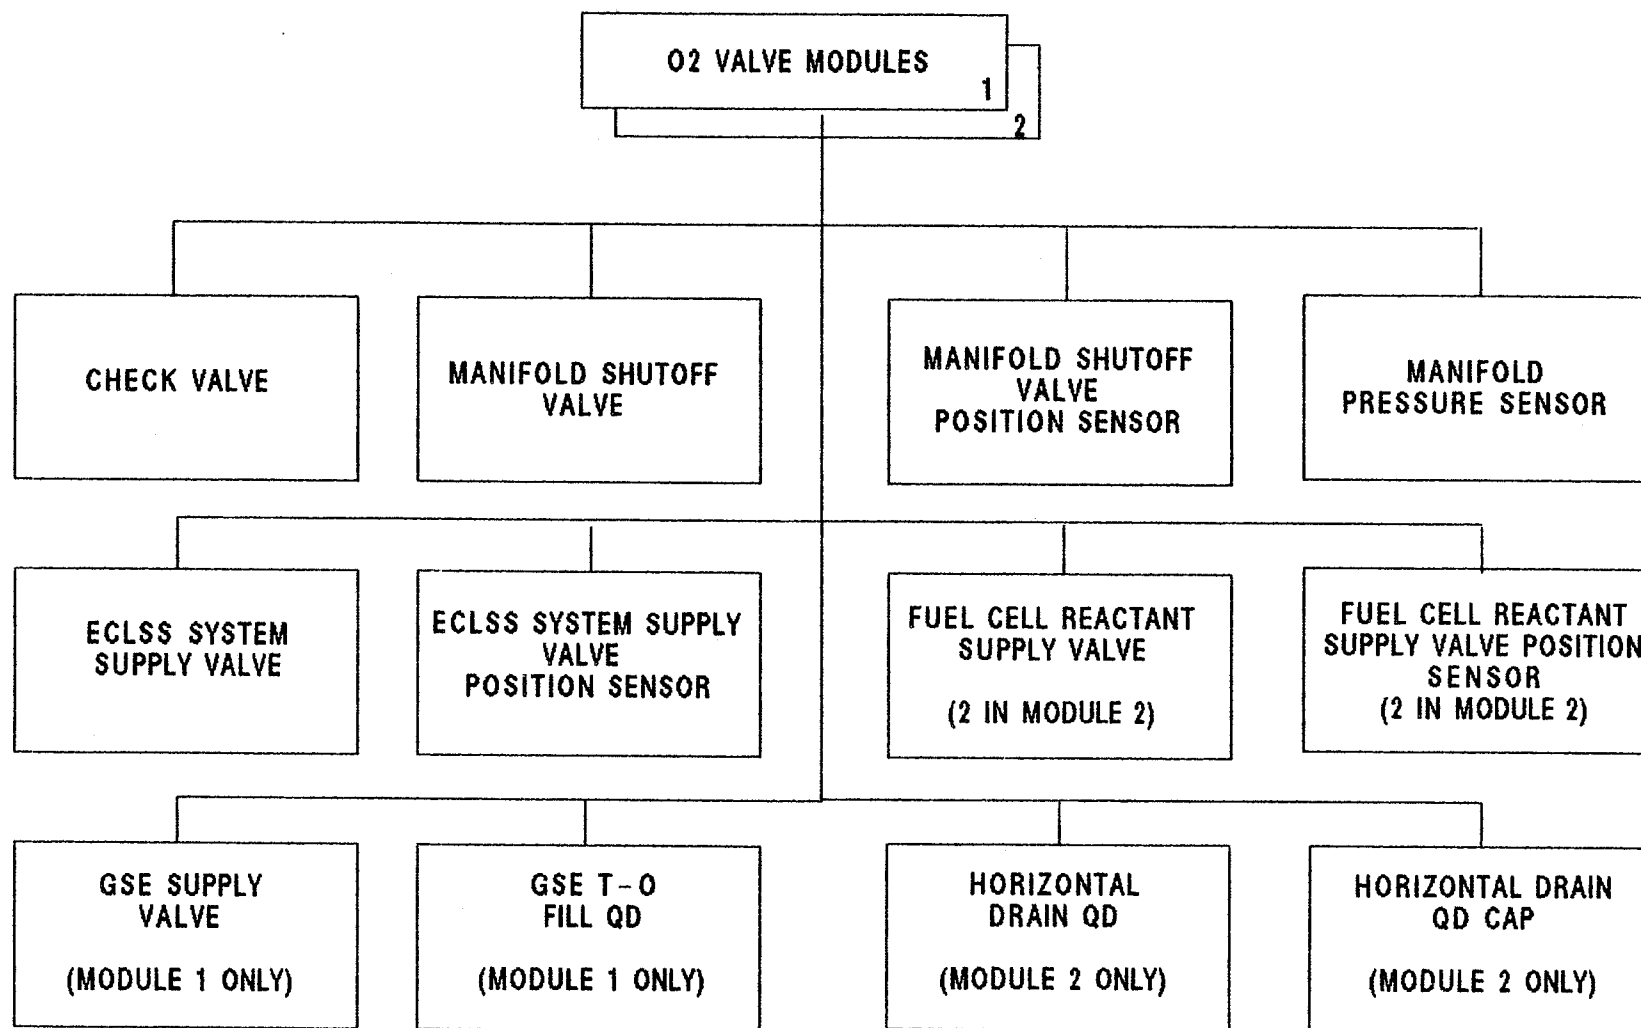 O2 VALVE MODULES
1
2
CHECK VALVE
MANIFOLD SHUTOFF
VALVE
MANIFOLD SHUTOFF
VALVE
POSITION SENSOR
MANIFOLD
PRESSURE SENSOR
ECLSS SYSTEM
SUPPLY VALVE
ECLSS SYSTEM SUPPLY
VALVE
POSITION SENSOR
FUEL CELL REACTANT
SUPPLY VALVE
(2 IN MODULE 2)
FUEL CELL REACTANT
SUPPLY VALVE POSITION
SENSOR
(2 IN MODULE 2)
GSE SUPPLY
VALVE
(MODULE 1 ONLY)
GSE T-O
FILL QD
(MODULE 1 ONLY)
HORIZONTAL
DRAIN QD
(MODULE 2 ONLY)
HORIZONTAL DRAIN
QD CAP
(MODULE 2 ONLY)